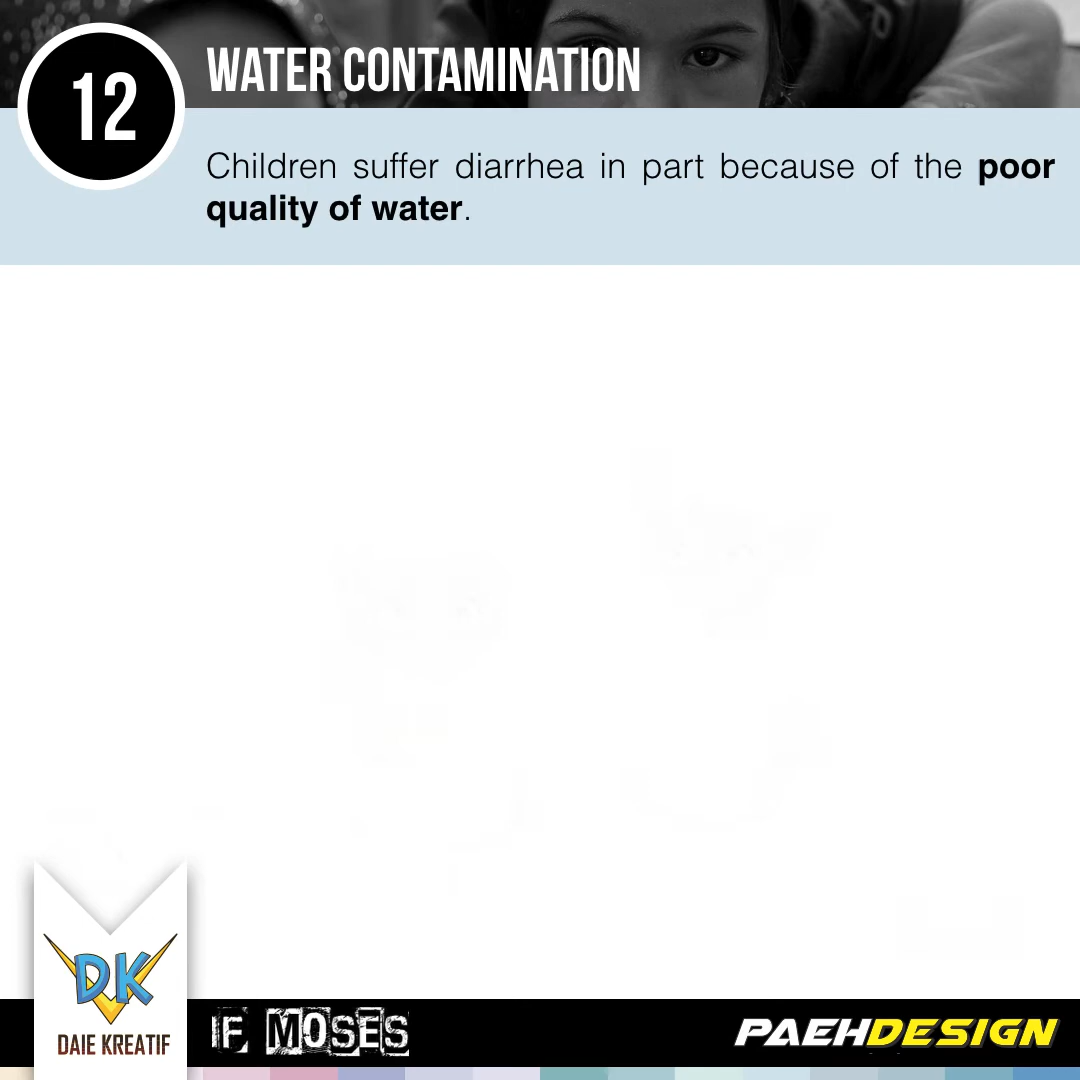 12
WATER CONTAMINATION
Children suffer diarrhea in part because of the poor
quality of water.
DK
DAIE KREATIF
IF MOSES
PAEHDESIGN